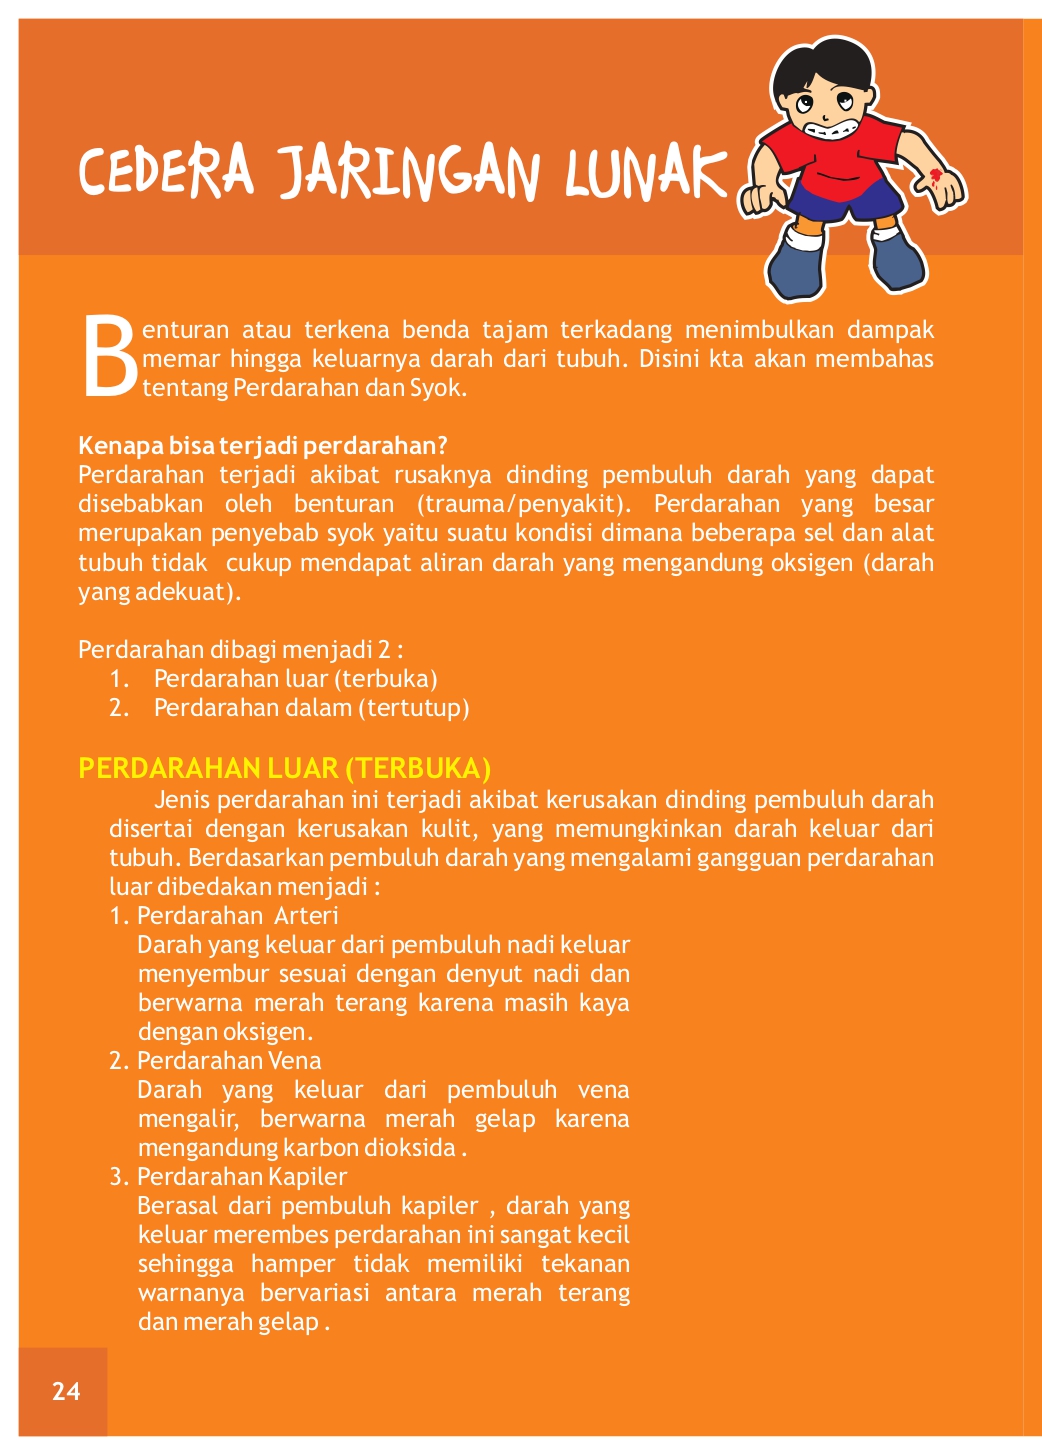 CEDERA JARINGAN LUNAK
Benturan atau terkena benda tajam terkadang menimbulkan dampak
memar hingga keluarnya darah dari tubuh. Disini kta akan membahas
tentang Perdarahan dan Syok.
Kenapa bisa terjadi perdarahan?
Perdarahan terjadi akibat rusaknya dinding pembuluh darah yang dapat
disebabkan oleh benturan (trauma/penyakit). Perdarahan yang besar
merupakan penyebab syok yaitu suatu kondisi dimana beberapa sel dan alat
tubuh tidak cukup mendapat aliran darah yang mengandung oksigen (darah
yang adekuat).
Perdarahan dibagi menjadi 2 :
1. Perdarahan luar (terbuka)
2. Perdarahan dalam (tertutup)
PERDARAHAN LUAR (TERBUKA)
Jenis perdarahan ini terjadi akibat kerusakan dinding pembuluh darah
disertai dengan kerusakan kulit, yang memungkinkan darah keluar dari
tubuh. Berdasarkan pembuluh darah yang mengalami gangguan perdarahan
luar dibedakan menjadi :
1. Perdarahan Arteri
Darah yang keluar dari pembuluh nadi keluar
menyembur sesuai dengan denyut nadi dan
berwarna merah terang karena masih kaya
dengan oksigen.
2. Perdarahan Vena
Darah yang keluar dari pembuluh vena
mengalir, berwarna merah gelap karena
mengandung karbon dioksida .
3. Perdarahan Kapiler
Berasal dari pembuluh kapiler , darah yang
keluar merembes perdarahan ini sangat kecil
sehingga hamper tidak memiliki tekanan
warnanya bervariasi antara merah terang
dan merah gelap .
24